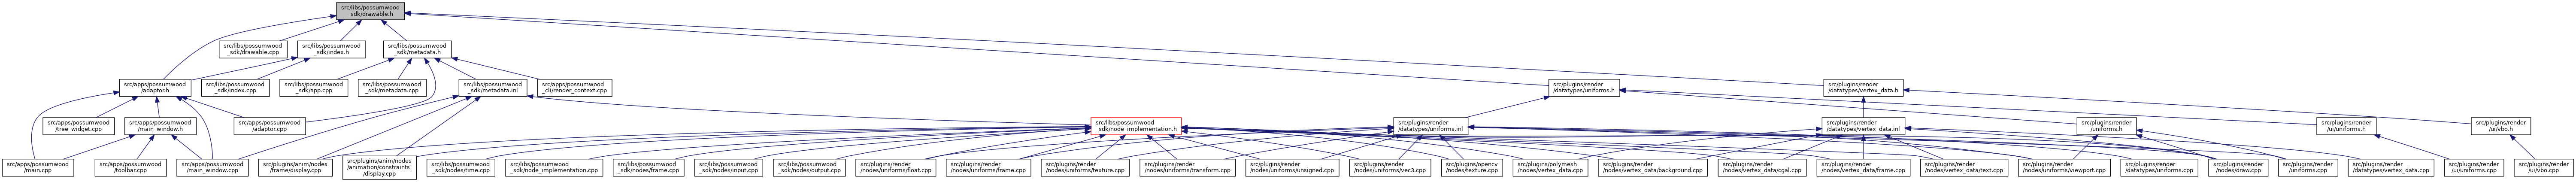 src/libs/possumwood
_sdk/drawable.h
src/libs/possumwood
_sdk/drawable.cpp
src/libs/possumwood
_sdk/index.h
src/libs/possumwood
_sdk/metadata.h
src/apps/possumwood
/adaptor.h
src/libs/possumwood
_sdk/index.cpp
src/libs/possumwood
_sdk/app.cpp
src/libs/possumwood
_sdk/metadata.cpp
src/libs/possumwood
_sdk/metadata.inl
src/apps/possumwood
_cli/render_context.cpp
src/plugins/render
/datatypes/uniforms.h
src/plugins/render
/datatypes/vertex_data.h
src/apps/possumwood
/tree_widget.cpp
src/apps/possumwood
/main_window.h
src/apps/possumwood
/adaptor.cpp
src/libs/possumwood
_sdk/node_implementation.h
src/plugins/render
/datatypes/uniforms.inl
src/plugins/render
/datatypes/vertex_data.inl
src/plugins/render
/uniforms.h
src/plugins/render
/ui/uniforms.h
src/plugins/render
/ui/vbo.h
src/apps/possumwood
/main.cpp
src/apps/possumwood
/toolbar.cpp
src/apps/possumwood
/main_window.cpp
src/plugins/anim/nodes
/frame/display.cpp
src/plugins/anim/nodes
/animation/constraints
/display.cpp
src/libs/possumwood
_sdk/nodes/time.cpp
src/libs/possumwood
_sdk/node_implementation.cpp
src/libs/possumwood
_sdk/nodes/frame.cpp
src/libs/possumwood
_sdk/nodes/input.cpp
src/libs/possumwood
_sdk/nodes/output.cpp
src/plugins/render
/nodes/uniforms/float.cpp
src/plugins/render
/nodes/uniforms/frame.cpp
src/plugins/render
/nodes/uniforms/texture.cpp
src/plugins/render
/nodes/uniforms/transform.cpp
src/plugins/render
/nodes/uniforms/unsigned.cpp
src/plugins/render
/nodes/uniforms/vec3.cpp
src/plugins/opencv
/nodes/texture.cpp
src/plugins/polymesh
/nodes/vertex_data.cpp
src/plugins/render
/nodes/vertex_data/background.cpp
src/plugins/render
/nodes/vertex_data/cgal.cpp
src/plugins/render
/nodes/vertex_data/frame.cpp
src/plugins/render
/nodes/vertex_data/text.cpp
src/plugins/render
/nodes/uniforms/viewport.cpp
src/plugins/render
/datatypes/uniforms.cpp
src/plugins/render
/nodes/draw.cpp
src/plugins/render
/uniforms.cpp
src/plugins/render
/datatypes/vertex_data.cpp
src/plugins/render
/ui/uniforms.cpp
src/plugins/render
/ui/vbo.cpp